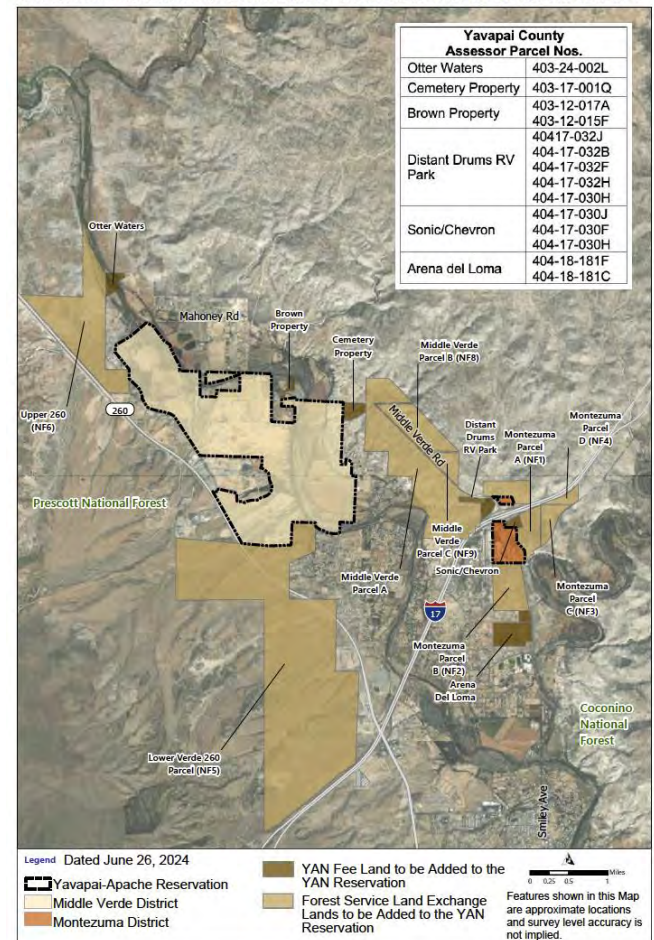 Yavapai County
Assessor Parcel Nos.
Otter Waters 403-24-002L
Cemetery Property 403-17-001Q
Brown Property 403-12-017A
403-12-015F
Distant Drums RV
Park
40417-032J
404-17-032B
404-17-032F
404-17-032H
404-17-030H
Sonic/Chevron 404-17-030J
404-17-030F
404-17-030H
Arena del Loma 404-18-181F
404-18-181C
Otter Waters
Mahoney Rd
Brown
Property
Cemetery
Property
Middle Verde
Parcel B (NF8)
Upper 260
(NF6)
260
Middle Verde Rd
Distant
Drums
RV Park
Montezuma
Parcel
A (NF1)
Montezuma
Parcel
D (NF4)
Prescott National Forest
Middle
Verde
Parcel C (NF9)
Sonic/Chevron
Middle Verde
Parcel A
Montezuma
Parcel
C (NF3)
17
Montezuma
Parcel
B (NF2)
Arena
Del Loma
Coconino
National
Forest
Lower Verde 260
Parcel (NF5)
Smiley Ave
Legend Dated June 26, 2024
Yavapai-Apache Reservation
Middle Verde District
Montezuma District
YAN Fee Land to be Added to the
YAN Reservation
Forest Service Land Exchange
Lands to be Added to the YAN
Reservation
N
0 0.25 0.5 1 Miles
Features shown in this Map
are approximate locations
and survey level accuracy is
not implied.